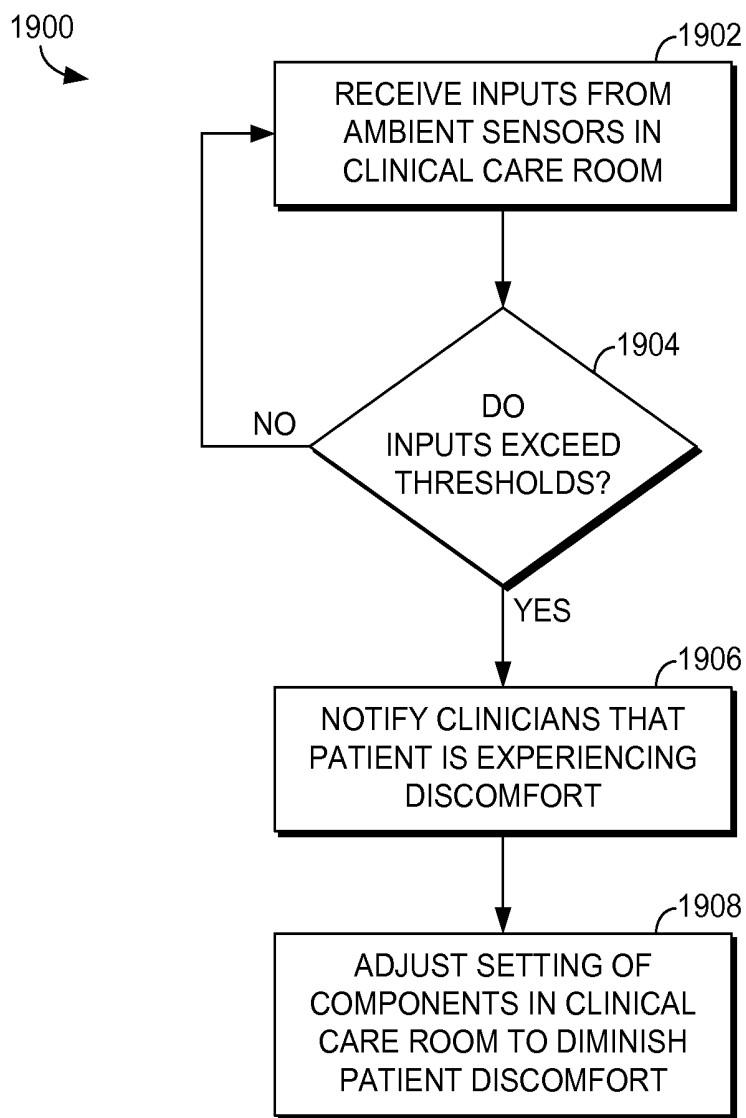 1900
1902
RECEIVE INPUTS FROM
AMBIENT SENSORS IN
CLINICAL CARE ROOM
1904
DO
INPUTS EXCEED
THRESHOLDS?
NO
YES
1906
NOTIFY CLINICIANS THAT
PATIENT IS EXPERIENCING
DISCOMFORT
1908
ADJUST SETTING OF
COMPONENTS IN CLINICAL
CARE ROOM TO DIMINISH
PATIENT DISCOMFORT